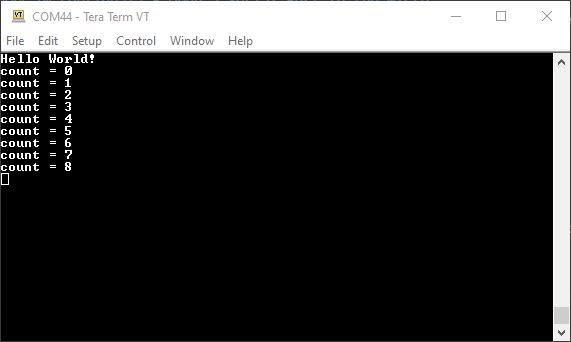 COM44 - Tera Term VT
File Edit Setup Control Window Help
Hello World!
count = 0
count = 1
count = 2
count = 3
count = 4
count = 5
count = 6
count = 7
count = 8